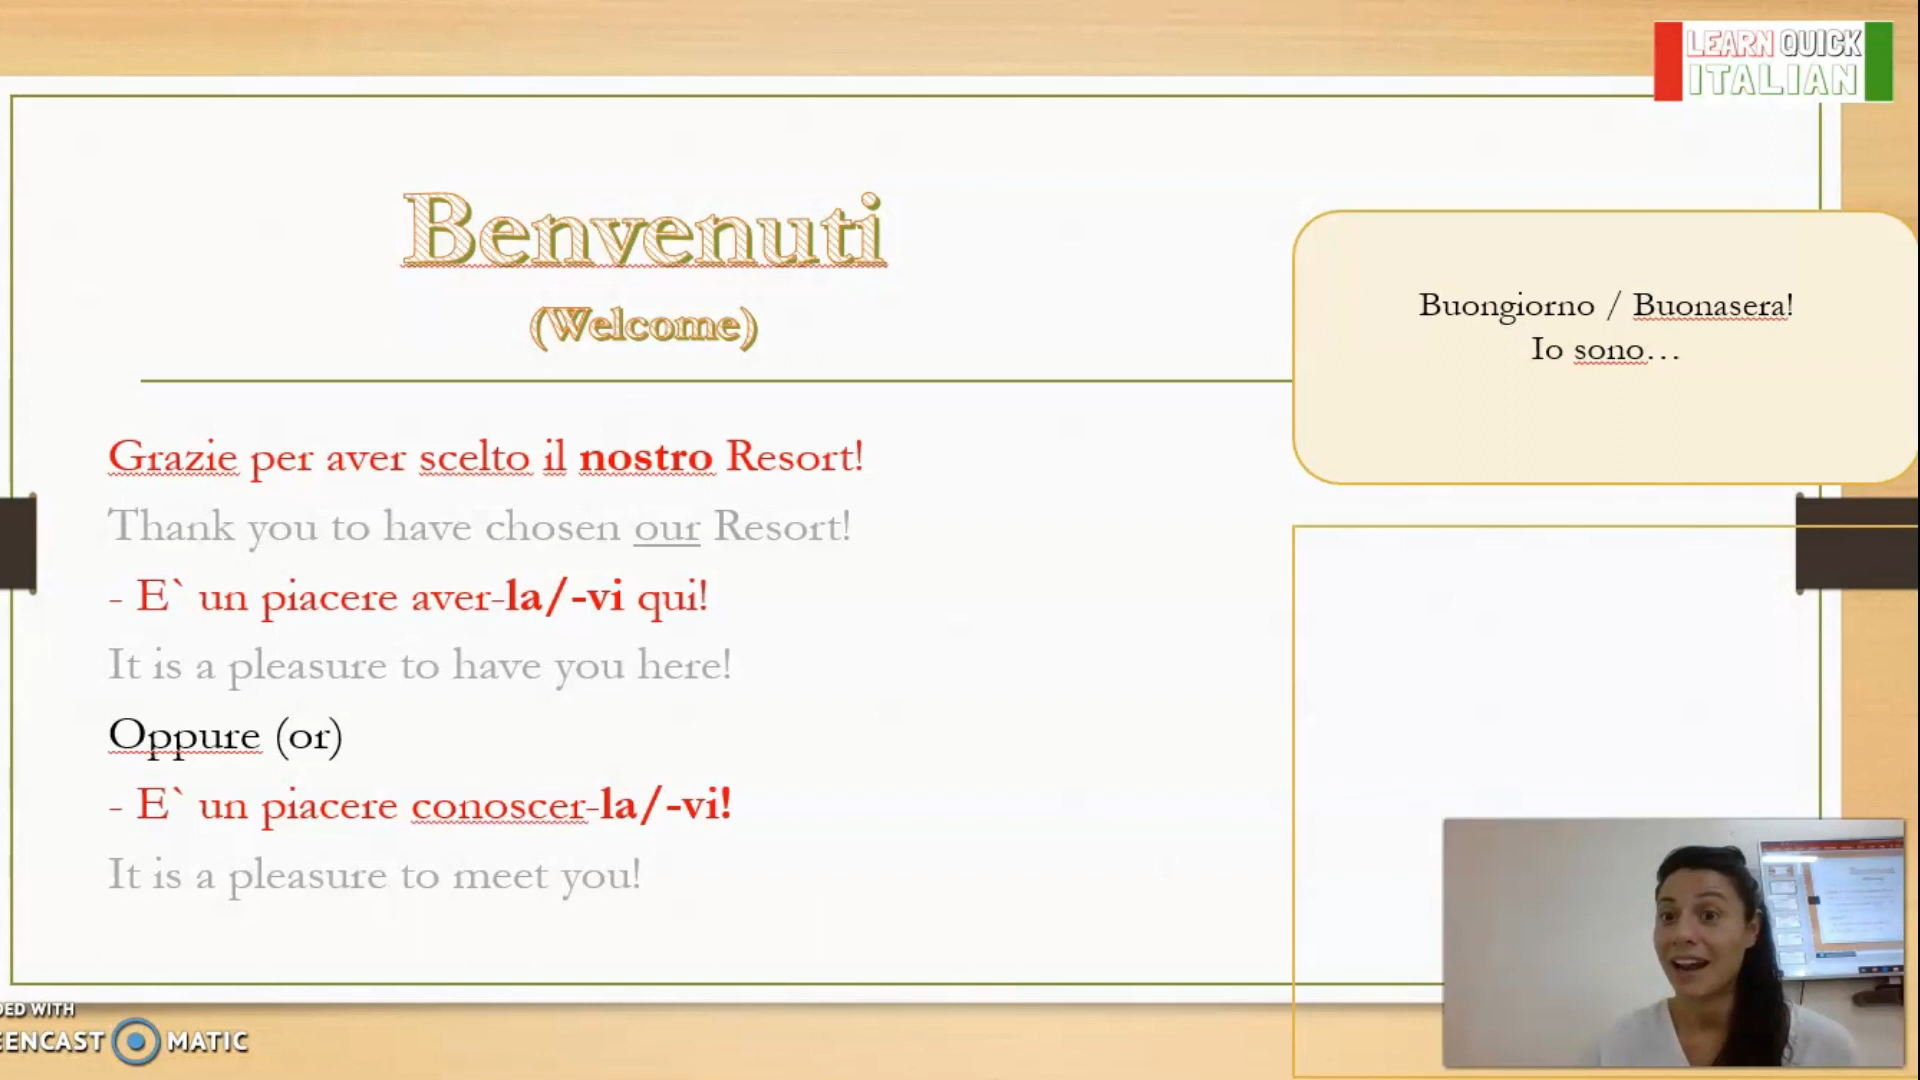 LEARN QUICK
ITALIAN
Benvenuti
(Welcome)
Buongiorno / Buonasera!
Io sono...
Grazie per aver scelto il nostro Resort!
Thank you to have chosen our Resort!
- E` un piacere aver-la/-vi qui!
It is a pleasure to have you here!
Oppure (or)
- E` un piacere conoscer-la/-vi!
It is a pleasure to meet you!
DED WITH
EENCAST MATIC